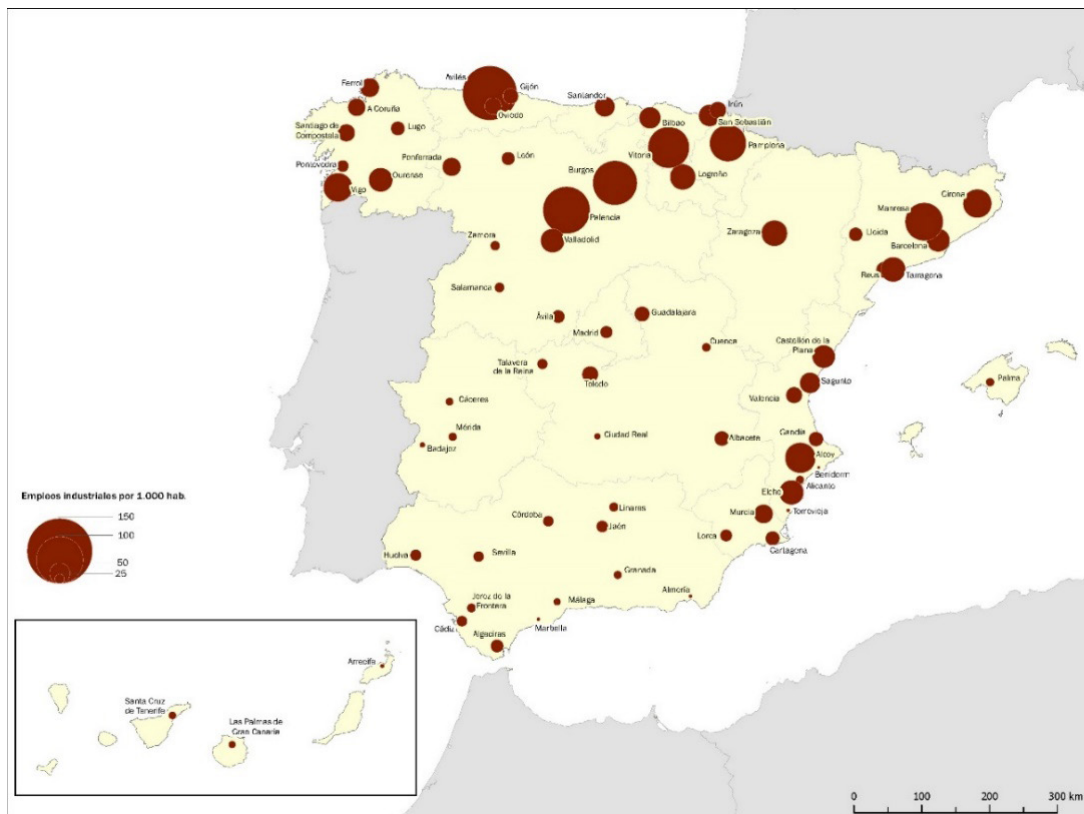 Avilés
Gijón
Oviedo
Ferrol
A Coruña
Santiago de
Compostela
Lugo
Pontevedra
Vigo
Ourense
Ponferrada
León
Santander
Bilbao
Irún
San Sebastián
Vitoria
Pamplona
Logroño
Burgos
Palencia
Valladolid
Zamora
Salamanca
Zaragoza
Lleida
Girona
Manresa
Barcelona
Reus
Tarragona
Ávila
Madrid
Guadalajara
Cuenca
Talavera
de la Reina
Toledo
Castellón de la
Plana
Sagunto
Valencia
Palma
Cáceres
Mérida
Badajoz
Ciudad Real
Albacete
Gandía
Alcoy
Benidorm
Alicante
Elche
Torrevieja
Murcia
Lorca
Cartagena
Linares
Córdoba
Jaén
Huelva
Sevilla
Granada
Almería
Jerez de la
Frontera
Málaga
Cádiz
Marbella
Algeciras
Empleos industriales por 1.000 hab.
150
100
50
25
Arrecife
Santa Cruz
de Tenerife
Las Palmas de
Gran Canaria
0 100 200 300 km